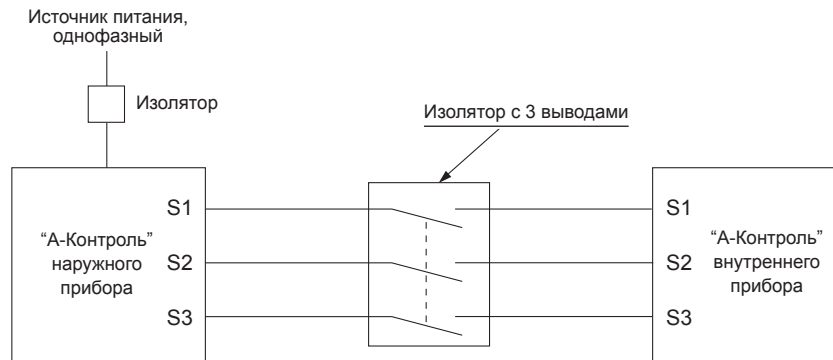 Источник питания,
однофазный
Изолятор
Изолятор с 3 выводами
“А-Контроль”
наружного
прибора
S1
S2
S3
S1
S2
S3
“А-Контроль”
внутреннего
прибора